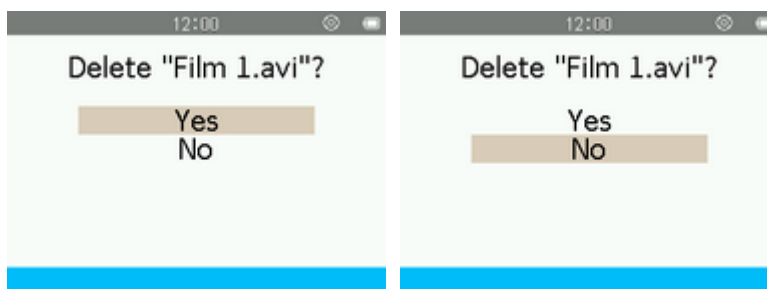 12:00
Delete "Film 1.avi"?
Yes
No
12:00
Delete "Film 1.avi"?
Yes
No